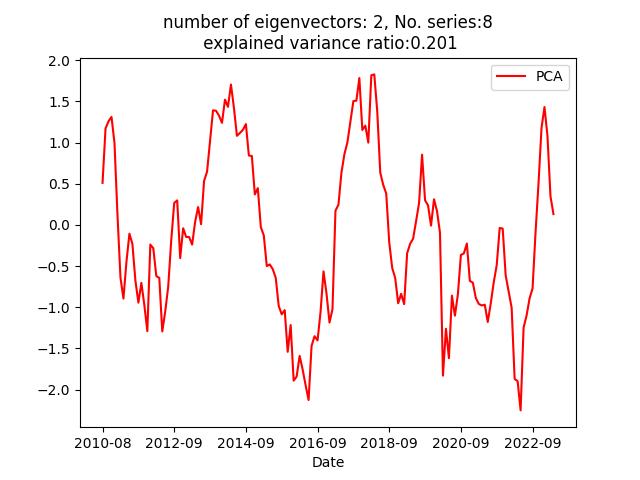 number of eigenvectors: 2, No. series:8
explained variance ratio:0.201
PCA
2.0
1.5
1.0
0.5
0.0
−0.5
−1.0
−1.5
−2.0
2010-08 2012-09 2014-09 2016-09 2018-09 2020-09 2022-09
Date